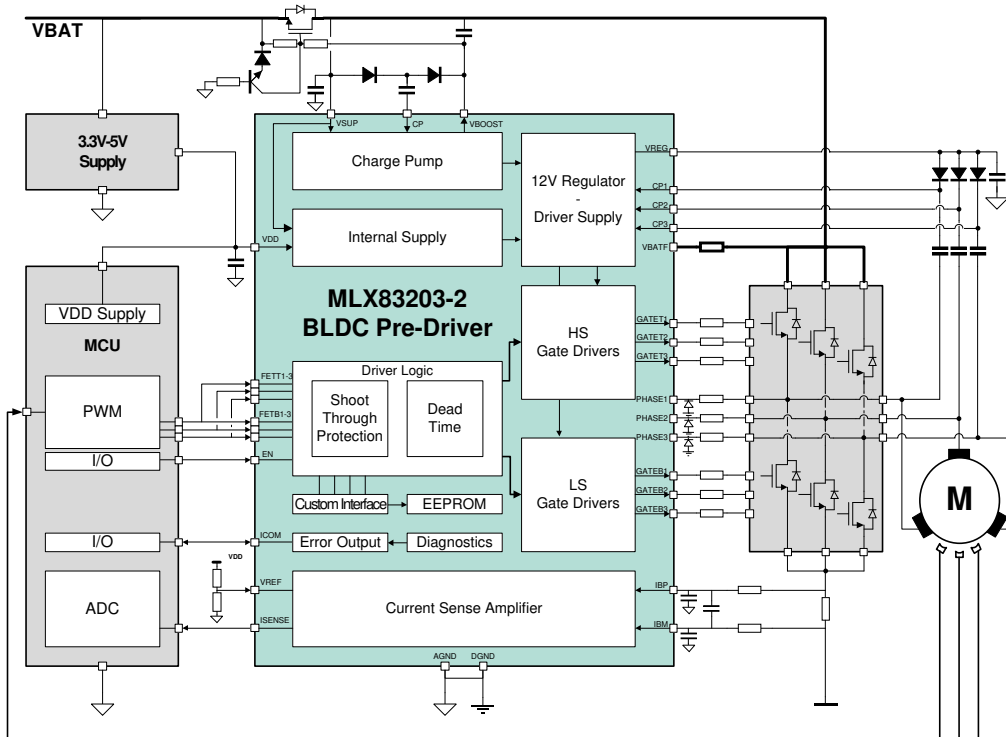 VBAT
3.3V-5V
Supply
VSUP
CP
VBOOST
Charge Pump
12V Regulator
-
Driver Supply
VREG
CP1
CP2
CP3
VBATF
Internal Supply
VDD
MLX83203-2
BLDC Pre-Driver
VDD Supply
MCU
PWM
I/O
I/O
ADC
FETT1-3
FETB1-3
EN
Driver Logic
Shoot
Through
Protection
Dead
Time
HS
Gate Drivers
GATET1
GATET2
GATET3
PHASE1
PHASE2
PHASE3
LS
Gate Drivers
GATEB1
GATEB2
GATEB3
Custom Interface
EEPROM
ICOM
Error Output
Diagnostics
VDD
VREF
ISENSE
Current Sense Amplifier
IBP
IBM
AGND
DGND
M